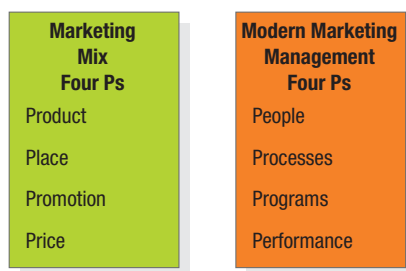 Marketing
Mix
Four Ps
Product
Place
Promotion
Price
Modern Marketing
Management
Four Ps
People
Processes
Programs
Performance